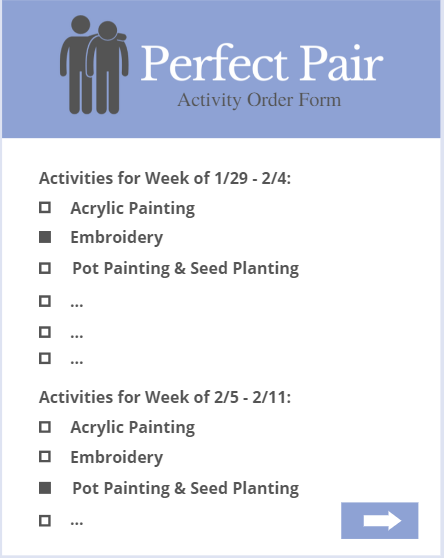 Perfect Pair
Activity Order Form
Activities for Week of 1/29 - 2/4:
Acrylic Painting
Embroidery
Pot Painting & Seed Planting
...
...
...
Activities for Week of 2/5 - 2/11:
Acrylic Painting
Embroidery
Pot Painting & Seed Planting
...